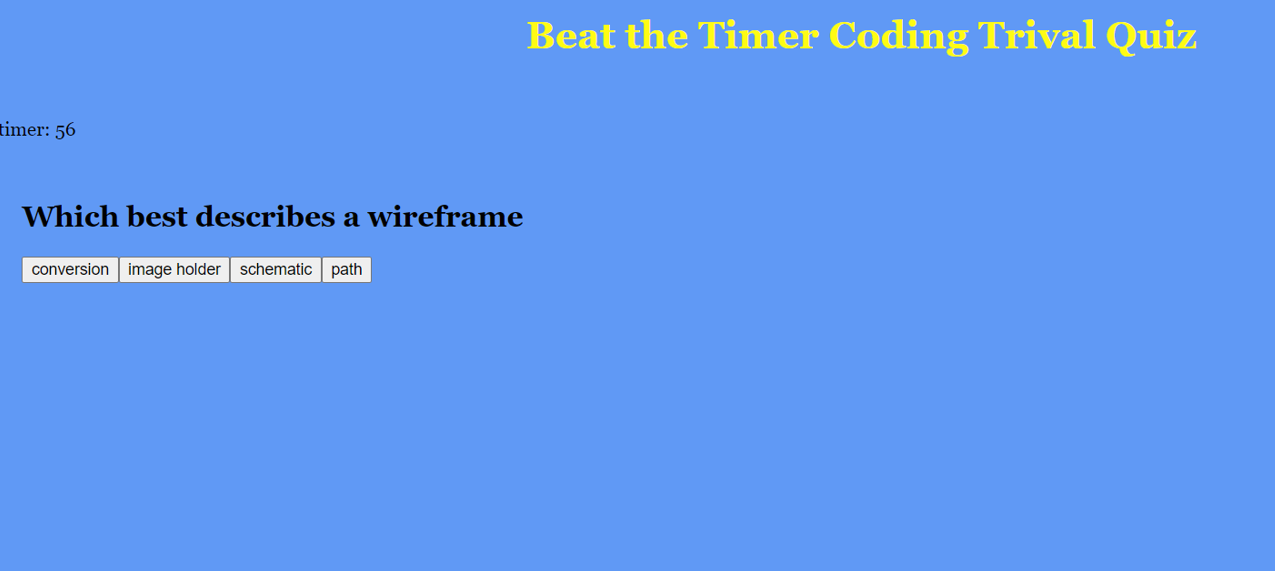 Beat the Timer Coding Trival Quiz
timer: 56
Which best describes a wireframe
conversion image holder schematic path